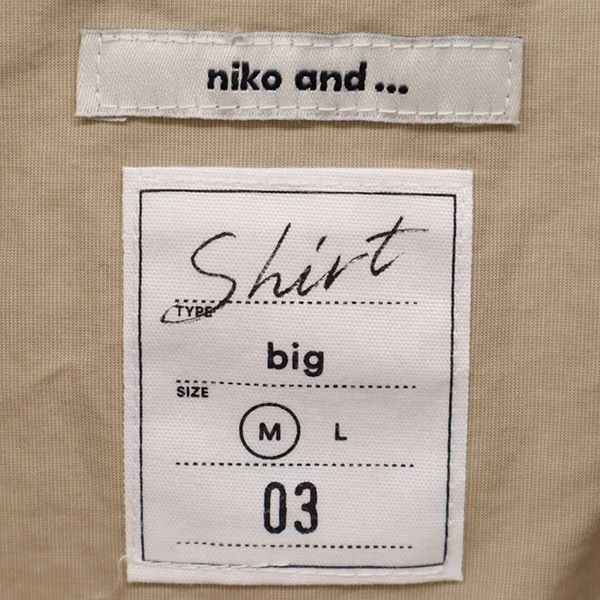 niko and ...
Shirt
TYPE
big
SIZE
M L
03